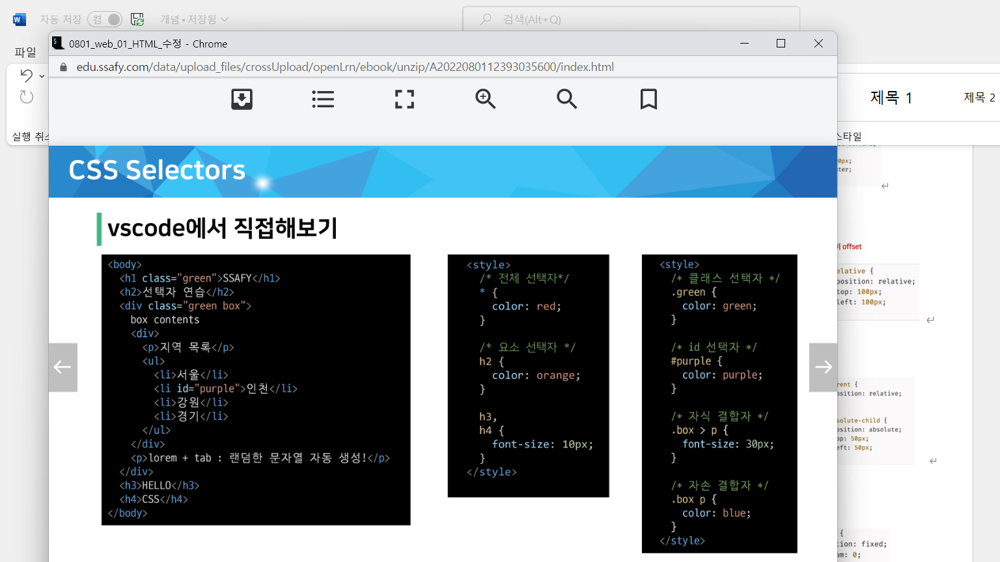 자동 저장
켬
개념 • 저장됨
검색(Alt+Q)
파일
0801_web_01_HTML_수정 - Chrome
edu.ssafy.com/data/upload_files/crossUpload/openLrn/ebook/unzip/A2022080112393035600/index.html
제목 1
제목 2
실행 취소
스타일
CSS Selectors
vscode에서 직접해보기
<body>
<h1 class="green">SSAFY</h1>
<h2>선택자 연습</h2>
<div class="green box">
box contents
<div>
<p>지역 목록</p>
<ul>
<li>서울</li>
<li id="purple">인천</li>
<li>강원</li>
<li>경기</li>
</ul>
</div>
<p>lorem + tab : 랜덤한 문자열 자동 생성!</p>
</div>
<h3>HELLO</h3>
<h4>CSS</h4>
</body>
<style>
/* 전체 선택자*/
* {
color: red;
}
/* 요소 선택자 */
h2 {
color: orange;
}
h3,
h4 {
font-size: 10px;
}
</style>
<style>
/* 클래스 선택자 */
.green {
color: green;
}
/* id 선택자 */
#purple {
color: purple;
}
/* 자식 결합자 */
.box > p {
font-size: 30px;
}
/* 자손 결합자 */
.box p {
color: blue;
}
</style>
0px;
ter;
offset
elative {
position: relative;
top: 100px;
left: 100px;
rent {
osition: relative;
solute-child {
osition: absolute;
op: 50px;
eft: 50px;
{
tion: fixed;
om: 0;